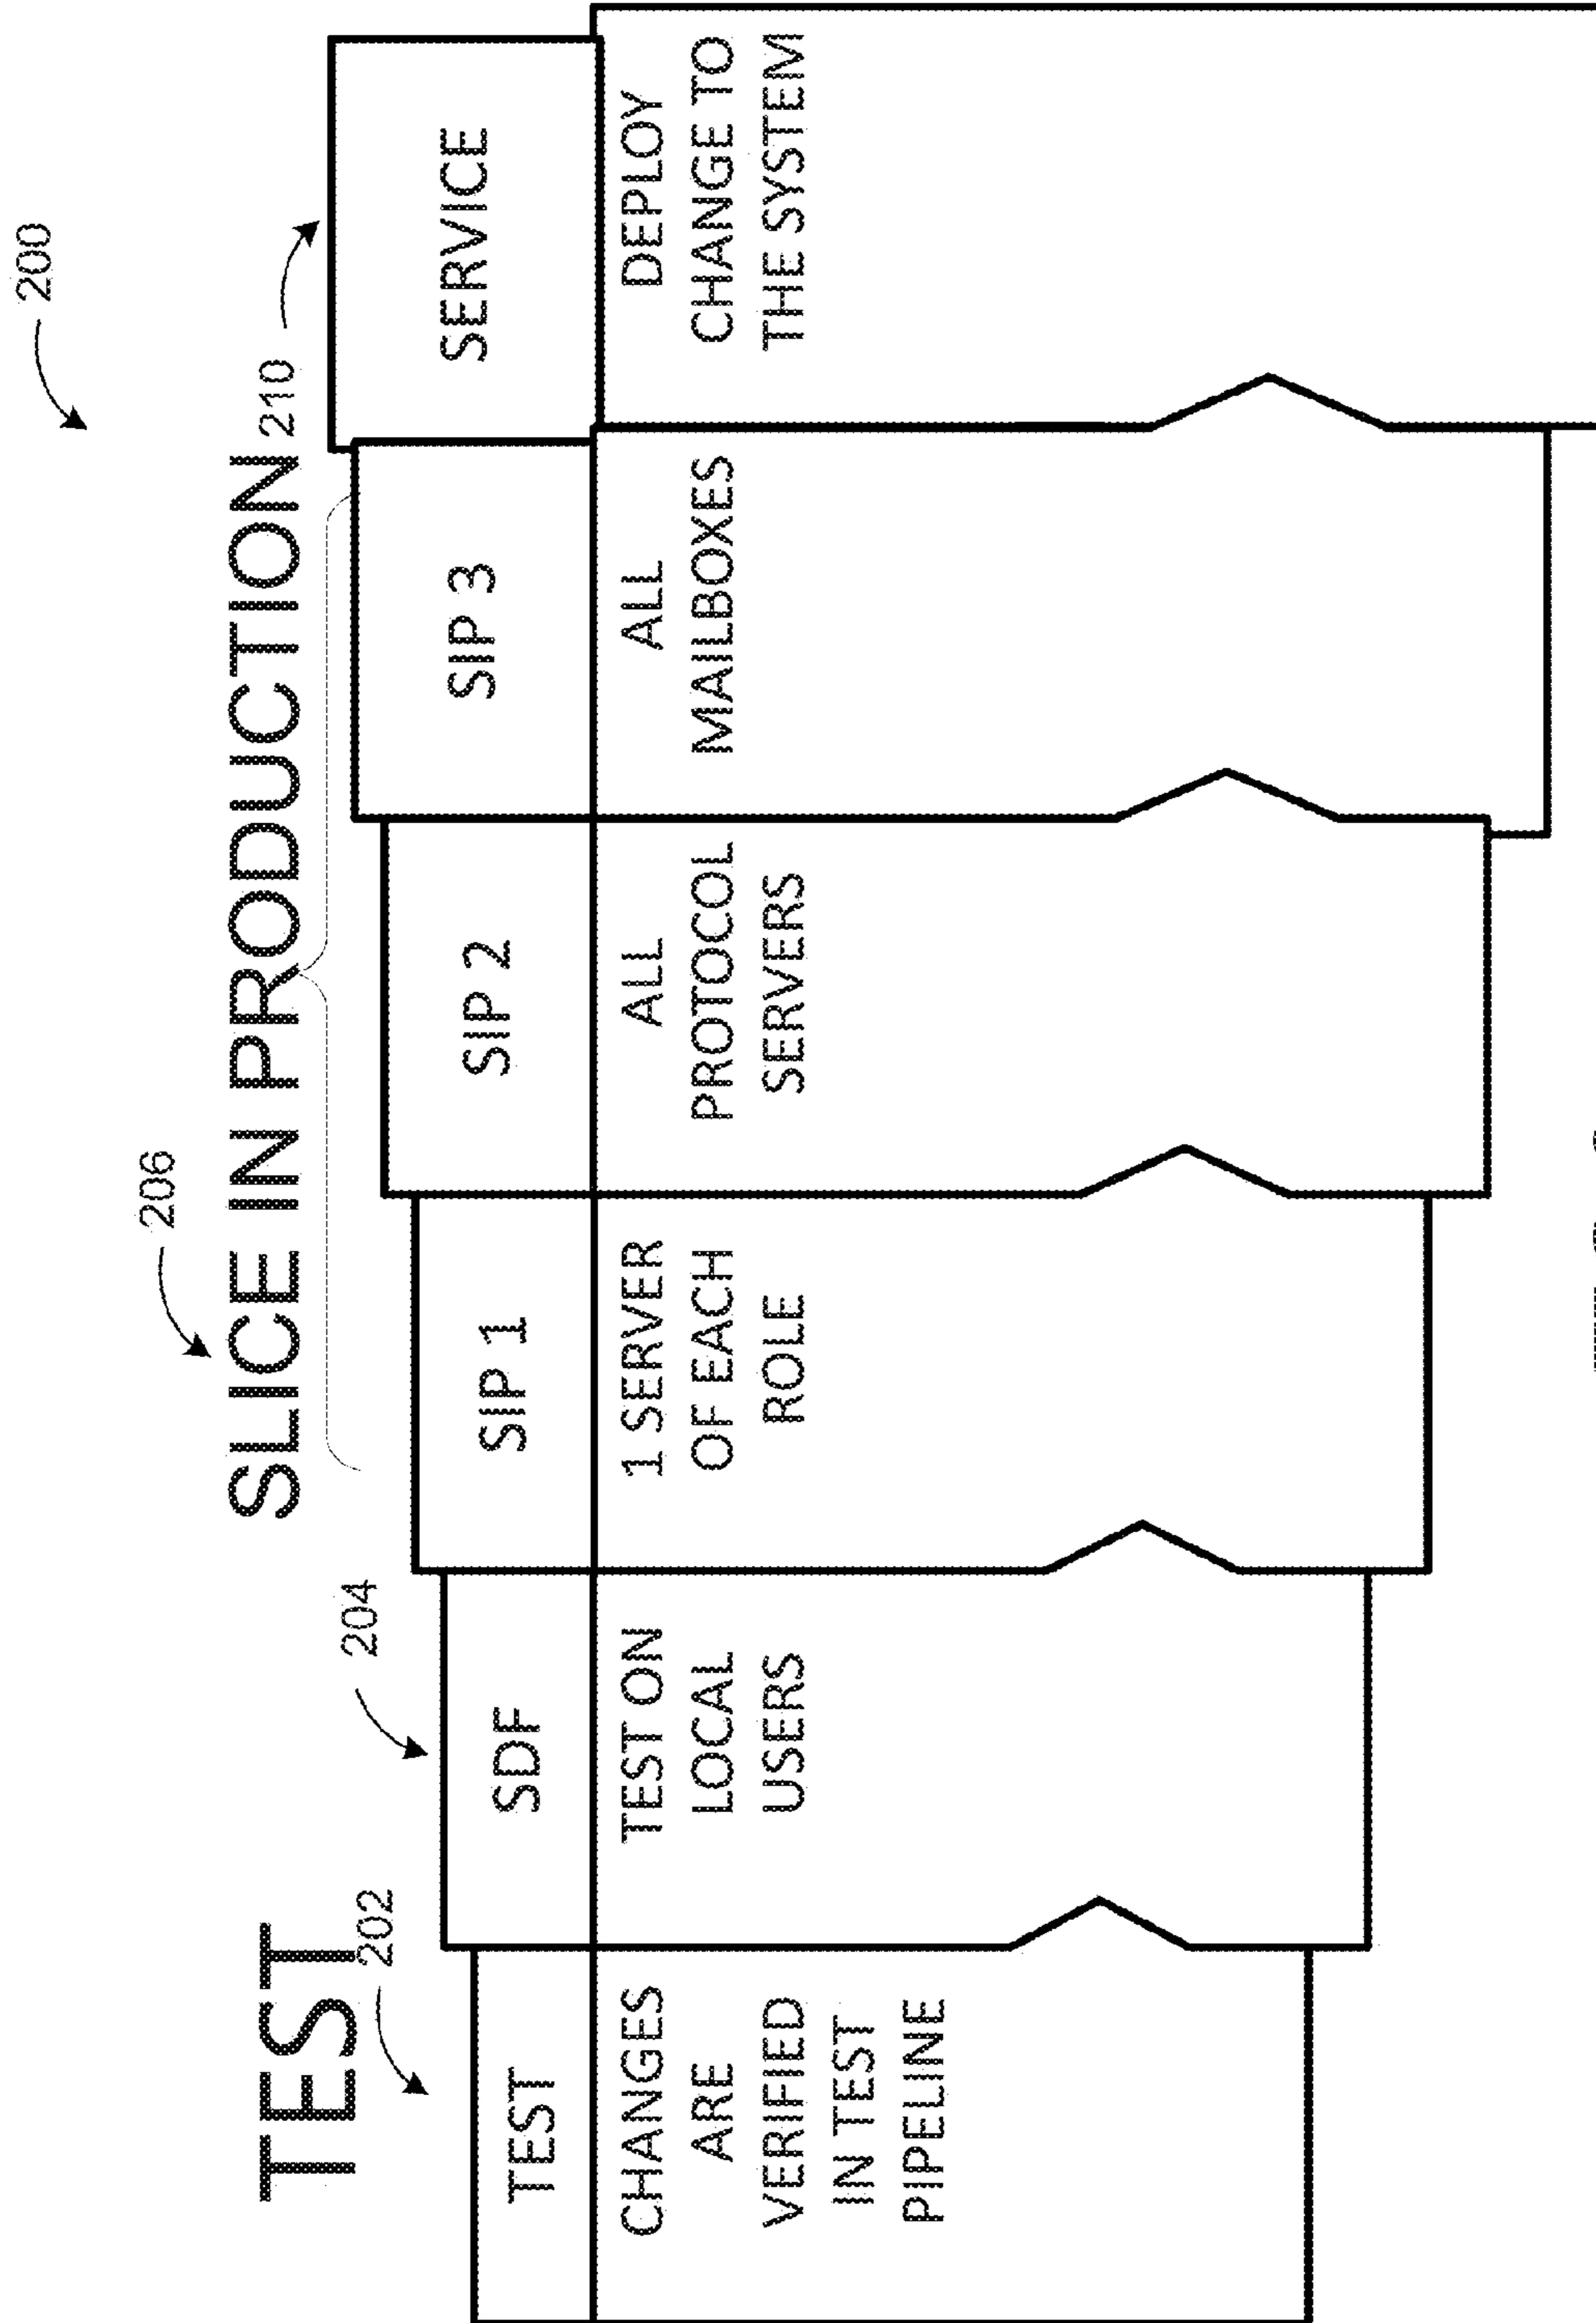 200
206
SLICE IN PRODUCTION
210
TEST
202
204
TEST
SDF
SIP 1
SIP 2
SIP 3
SERVICE
CHANGES
ARE
VERIFIED
IN TEST
PIPELINE
TEST ON
LOCAL
USERS
1 SERVER
OF EACH
ROLE
ALL
PROTOCOL
SERVERS
ALL
MAILBOXES
DEPLOY
CHANGE TO
THE SYSTEM